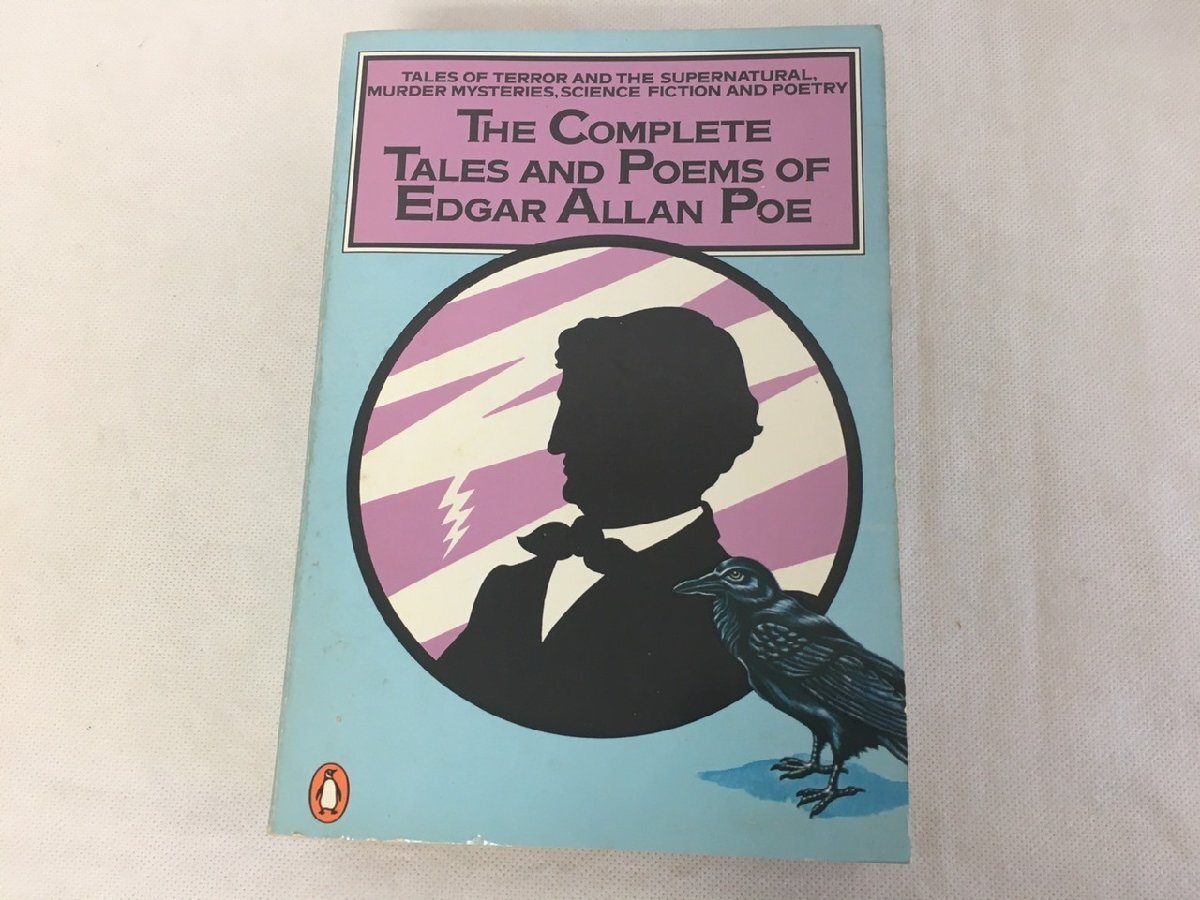 TALES OF TERROR AND THE SUPERNATURAL,
MURDER MYSTERIES, SCIENCE FICTION AND POETRY
THE COMPLETE
TALES AND POEMS OF
EDGAR ALLAN POE